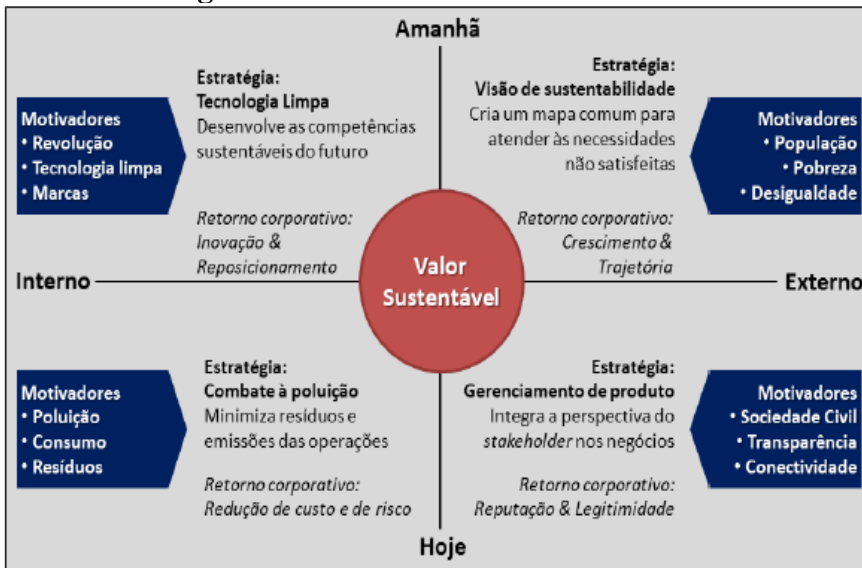 Amanhã
Motivadores
• Revolução
• Tecnologia limpa
• Marcas
Estratégia:
Tecnologia Limpa
Desenvolve as competências
sustentáveis do futuro
Retorno corporativo:
Inovação &
Reposicionamento
Estratégia:
Visão de sustentabilidade
Cria um mapa comum para
atender às necessidades
não satisfeitas
Retorno corporativo:
Crescimento &
Trajetória
Motivadores
• População
• Pobreza
• Desigualdade
Interno
Valor
Sustentável
Externo
Motivadores
• Poluição
• Consumo
• Resíduos
Estratégia:
Combate à poluição
Minimiza resíduos e
emissões das operações
Retorno corporativo:
Redução de custo e de risco
Estratégia:
Gerenciamento de produto
Integra a perspectiva do
stakeholder nos negócios
Retorno corporativo:
Reputação & Legitimidade
Motivadores
• Sociedade Civil
• Transparência
• Conectividade
Hoje